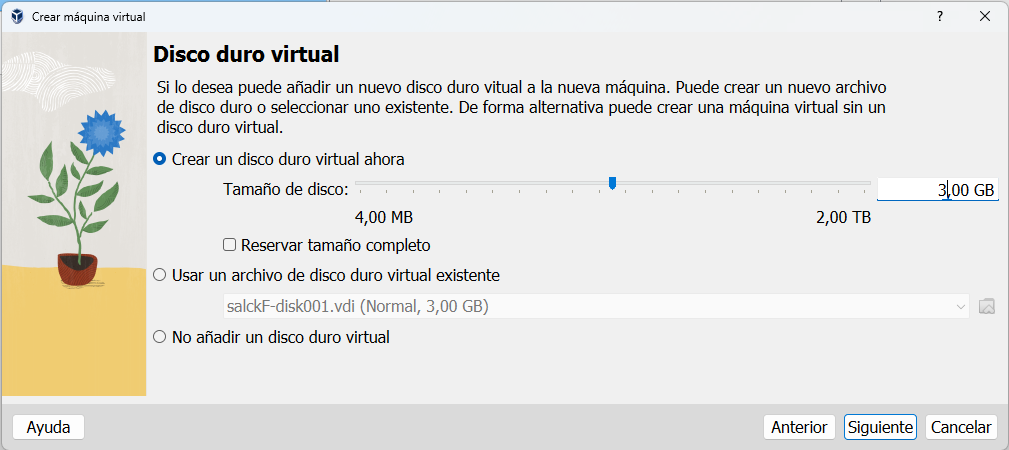 Crear máquina virtual
?
Disco duro virtual
Si lo desea puede añadir un nuevo disco duro vitual a la nueva máquina. Puede crear un nuevo archivo
de disco duro o seleccionar uno existente. De forma alternativa puede crear una máquina virtual sin un
disco duro virtual.
Crear un disco duro virtual ahora
Tamaño de disco: 3,00 GB
4,00 MB 2,00 TB
Reservar tamaño completo
Usar un archivo de disco duro virtual existente
salckF-disk001.vdi (Normal, 3,00 GB)
No añadir un disco duro virtual
Ayuda Anterior Siguiente Cancelar